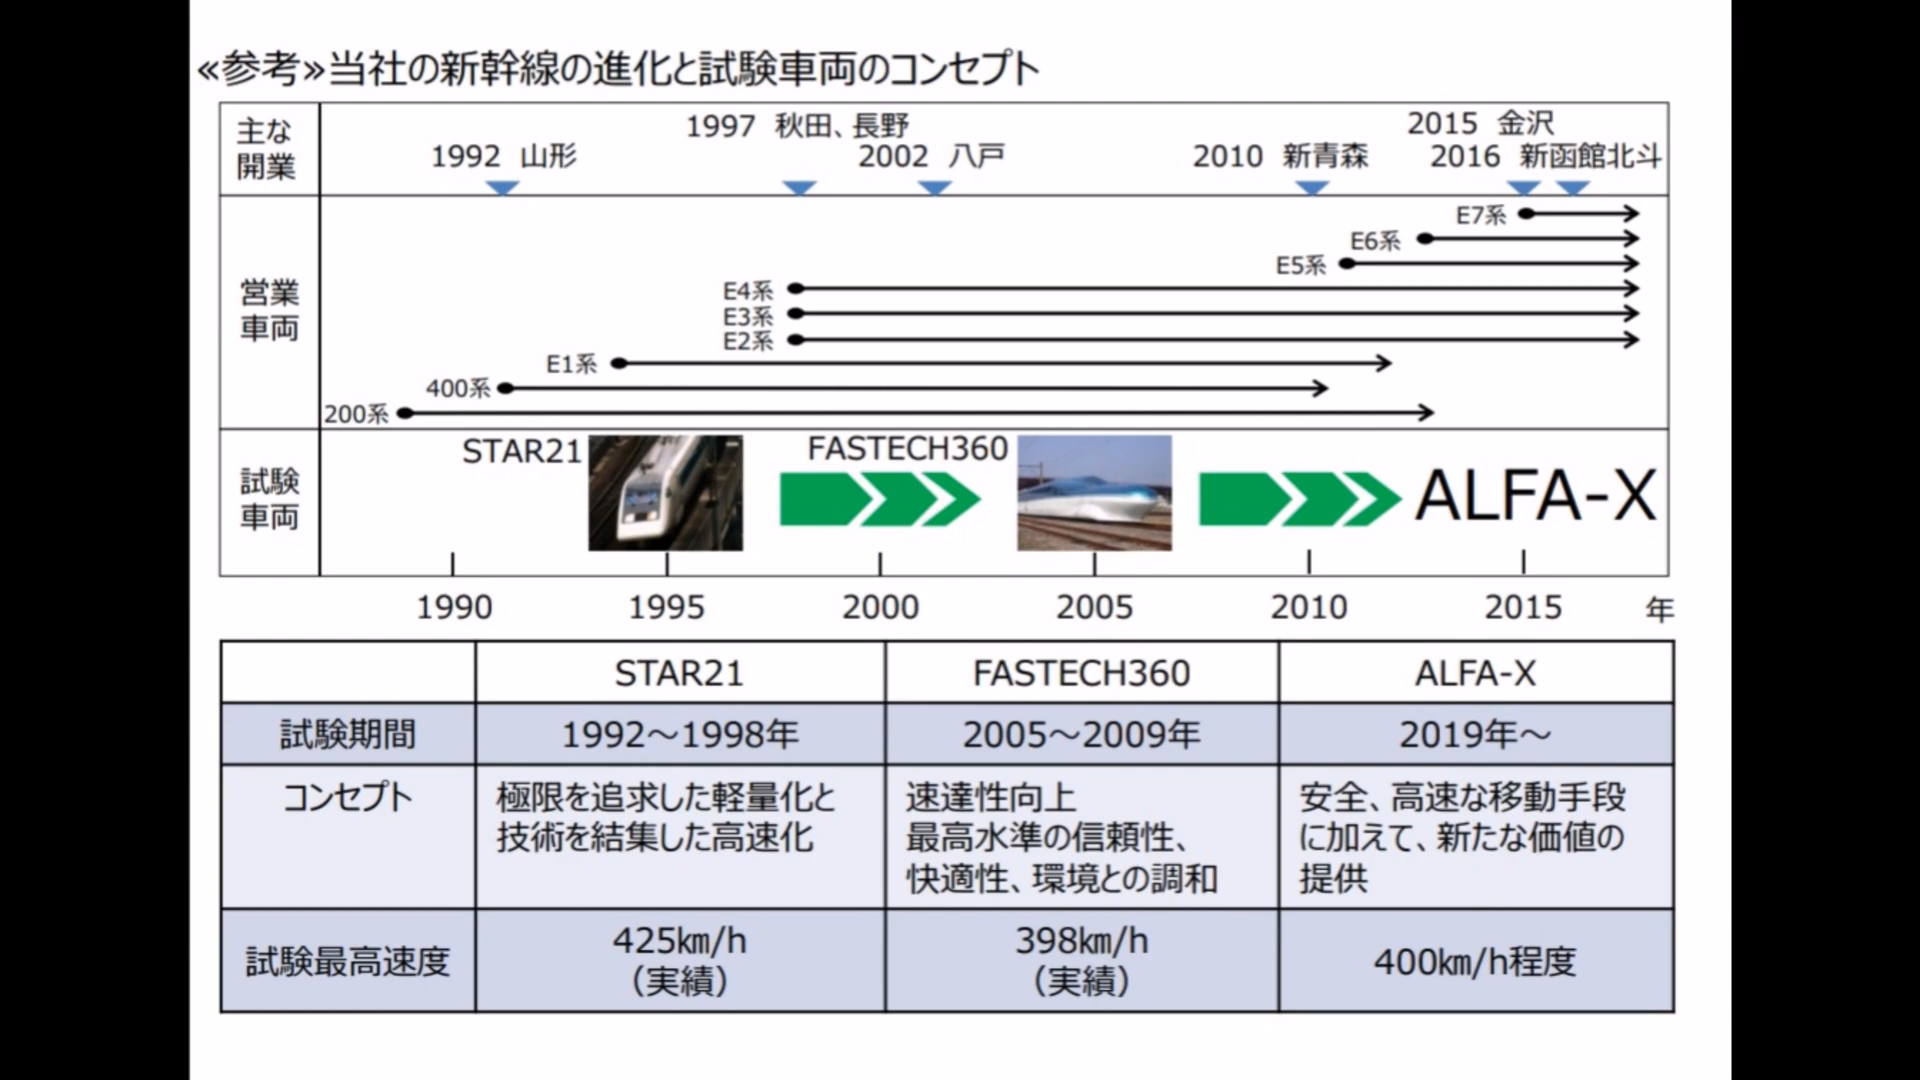 ≪参考≫当社の新幹線の進化と試験車両のコンセプト
主な
開業
1992 山形
1997 秋田、長野
2002 八戸
2010 新青森
2015 金沢
2016 新函館北斗
営業
車両
E7系
E6系
E5系
E4系
E3系
E2系
E1系
400系
200系
試験
車両
STAR21
FASTECH360
ALFA-X
1990 1995 2000 2005 2010 2015 年
STAR21 FASTECH360 ALFA-X
試験期間 1992～1998年 2005～2009年 2019年～
コンセプト
極限を追求した軽量化と
技術を結集した高速化
速達性向上
最高水準の信頼性、
快適性、環境との調和
安全、高速な移動手段
に加えて、新たな価値の
提供
試験最高速度
425㎞/h
（実績）
398㎞/h
（実績）
400㎞/h程度